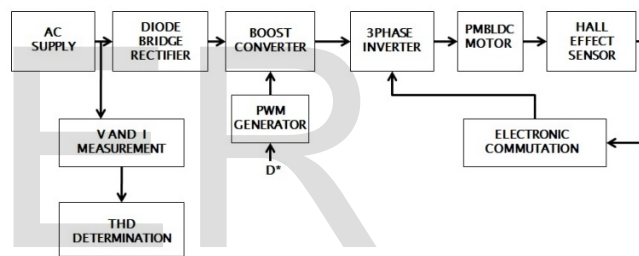 AC
SUPPLY
DIODE
BRIDGE
RECTIFIER
BOOST
CONVERTER
3PHASE
INVERTER
PMBLDC
MOTOR
HALL
EFFECT
SENSOR
V AND I
MEASUREMENT
PWM
GENERATOR
ELECTRONIC
COMMUTATION
D*
THD
DETERMINATION
ER